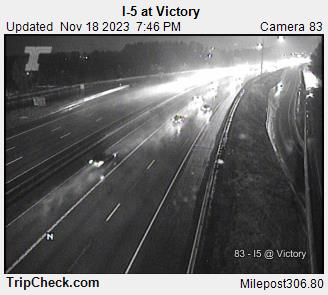 I-5 at Victory
Updated Nov 18 2023 7:46 PM Camera 83
N
83 - I5 @ Victory
TripCheck.com Milepost306.80